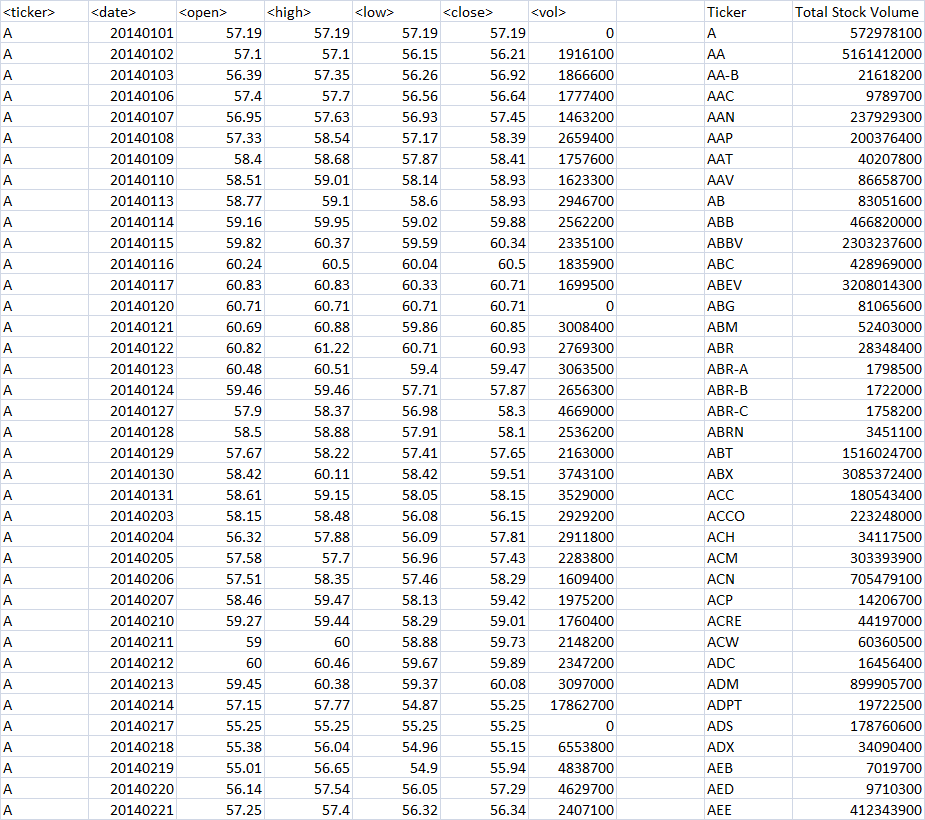 <ticker> <date> <open> <high> <low> <close> <vol> Ticker Total Stock Volume
A 20140101 57.19 57.19 57.19 57.19 0 A 572978100
A 20140102 57.1 57.1 56.15 56.21 1916100 AA 5161412000
A 20140103 56.39 57.35 56.26 56.92 1866600 AA-B 21618200
A 20140106 57.4 57.7 56.56 56.64 1777400 AAC 9789700
A 20140107 56.95 57.63 56.93 57.45 1463200 AAN 237929300
A 20140108 57.33 58.54 57.17 58.39 2659400 AAP 200376400
A 20140109 58.4 58.68 57.87 58.41 1757600 AAT 40207800
A 20140110 58.51 59.01 58.14 58.93 1623300 AAV 86658700
A 20140113 58.77 59.1 58.6 58.93 2946700 AB 83051600
A 20140114 59.16 59.95 59.02 59.88 2562200 ABB 466820000
A 20140115 59.82 60.37 59.59 60.34 2335100 ABBV 2303237600
A 20140116 60.24 60.5 60.04 60.5 1835900 ABC 428969000
A 20140117 60.83 60.83 60.33 60.71 1699500 ABEV 3208014300
A 20140120 60.71 60.71 60.71 60.71 0 ABG 81065600
A 20140121 60.69 60.88 59.86 60.85 3008400 ABM 52403000
A 20140122 60.82 61.22 60.71 60.93 2769300 ABR 28348400
A 20140123 60.48 60.51 59.4 59.47 3063500 ABR-A 1798500
A 20140124 59.46 59.46 57.71 57.87 2656300 ABR-B 1722000
A 20140127 57.9 58.37 56.98 58.3 4669000 ABR-C 1758200
A 20140128 58.5 58.88 57.91 58.1 2536200 ABRN 3451100
A 20140129 57.67 58.22 57.41 57.65 2163000 ABT 1516024700
A 20140130 58.42 60.11 58.42 59.51 3743100 ABX 3085372400
A 20140131 58.61 59.15 58.05 58.15 3529000 ACC 180543400
A 20140203 58.15 58.48 56.08 56.15 2929200 ACCO 223248000
A 20140204 56.32 57.88 56.09 57.81 2911800 ACH 34117500
A 20140205 57.58 57.7 56.96 57.43 2283800 ACM 303393900
A 20140206 57.51 58.35 57.46 58.29 1609400 ACN 705479100
A 20140207 58.46 59.47 58.13 59.42 1975200 ACP 14206700
A 20140210 59.27 59.44 58.29 59.01 1760400 ACRE 44197000
A 20140211 59 60 58.88 59.73 2148200 ACW 60360500
A 20140212 60 60.46 59.67 59.89 2347200 ADC 16456400
A 20140213 59.45 60.38 59.37 60.08 3097000 ADM 899905700
A 20140214 57.15 57.77 54.87 55.25 17862700 ADPT 19722500
A 20140217 55.25 55.25 55.25 55.25 0 ADS 178760600
A 20140218 55.38 56.04 54.96 55.15 6553800 ADX 34090400
A 20140219 55.01 56.65 54.9 55.94 4838700 AEB 7019700
A 20140220 56.14 57.54 56.05 57.29 4629700 AED 9710300
A 20140221 57.25 57.4 56.32 56.34 2407100 AEE 412343900